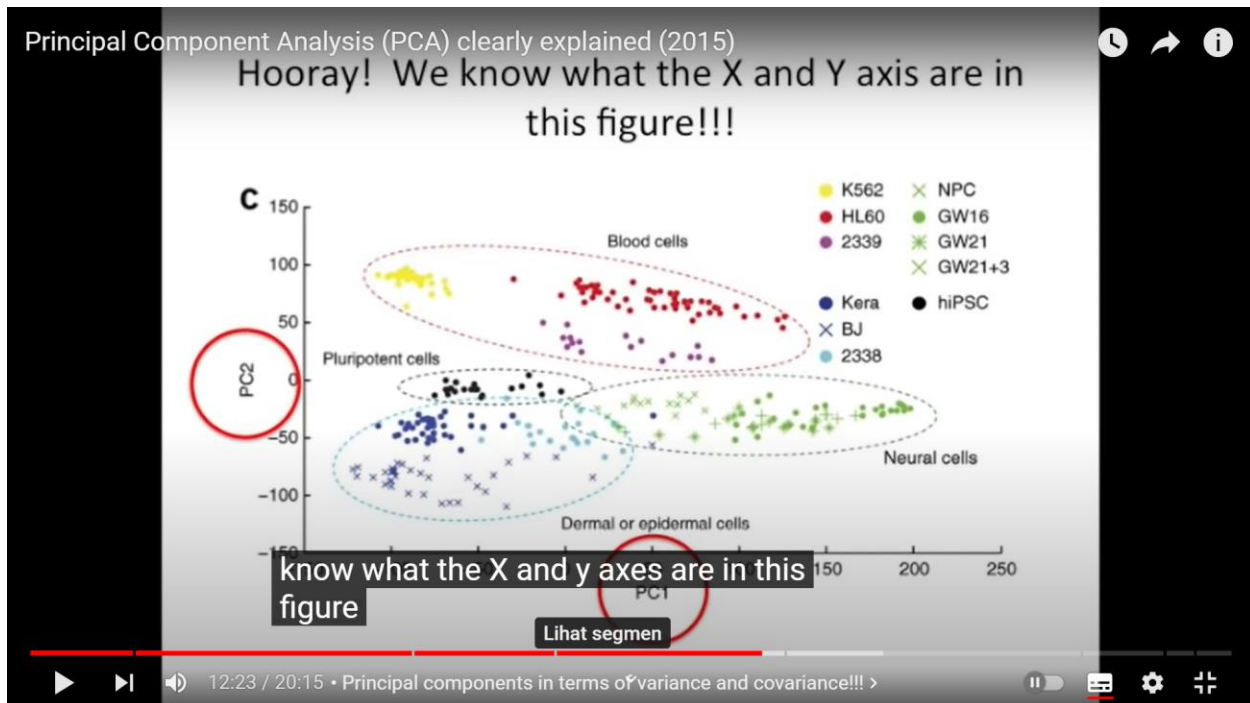 Principal Component Analysis (PCA) clearly explained (2015)
Hooray! We know what the X and Y axis are in
this figure!!!
C
150
100
50
0
−50
−100
PC2
Blood cells
Pluripotent cells
Neural cells
Dermal or epidermal cells
K562
HL60
2339
Kera
BJ
2338
NPC
GW16
GW21
GW21+3
hiPSC
150
200
250
PC1
know what the X and y axes are in this
figure
Lihat segmen
12:23 / 20:15 • Principal components in terms of variance and covariance!!! >